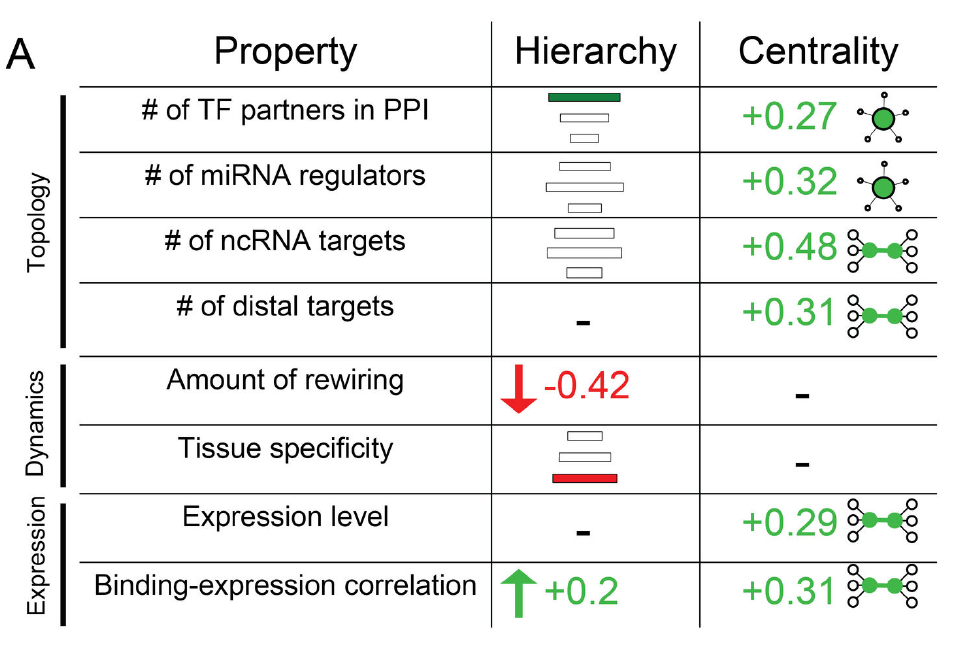 A
Property Hierarchy Centrality
Topology
# of TF partners in PPI +0.27
# of miRNA regulators +0.32
# of ncRNA targets +0.48
# of distal targets - +0.31
Dynamics
Amount of rewiring -0.42 -
Tissue specificity -
Expression
Expression level - +0.29
Binding-expression correlation +0.2 +0.31